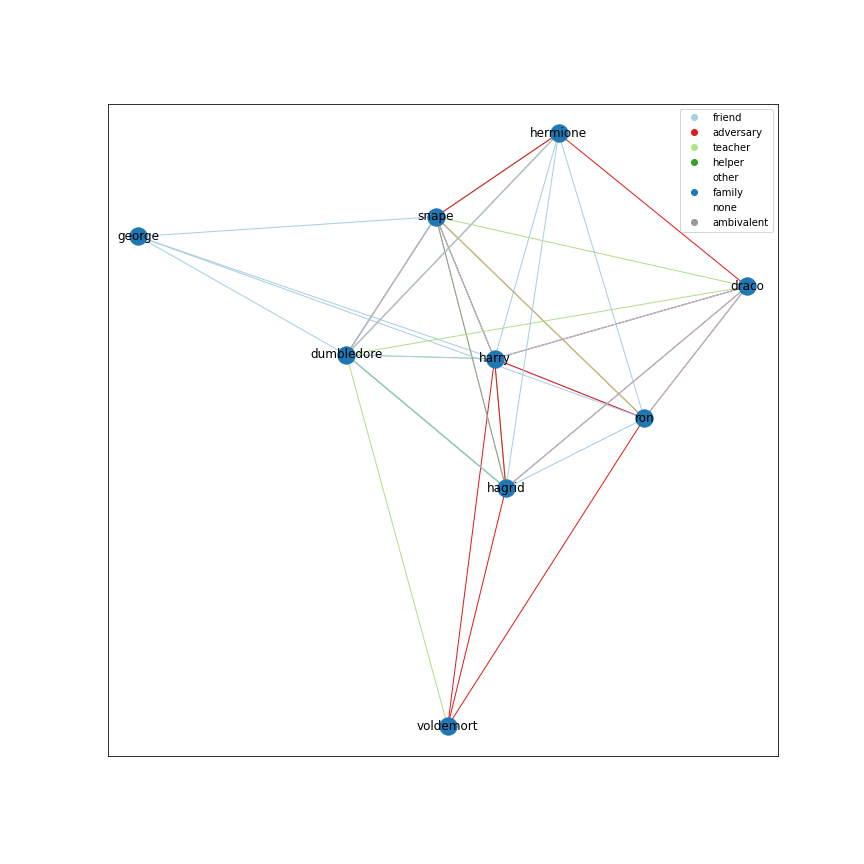 hermione
friend
adversary
teacher
helper
other
family
none
ambivalent
snape
george
draco
dumbledore
harry
ron
hagrid
voldemort